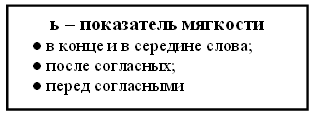 ь – показатель мягкости
● в конце и в середине слова;
● после согласных;
● перед согласными